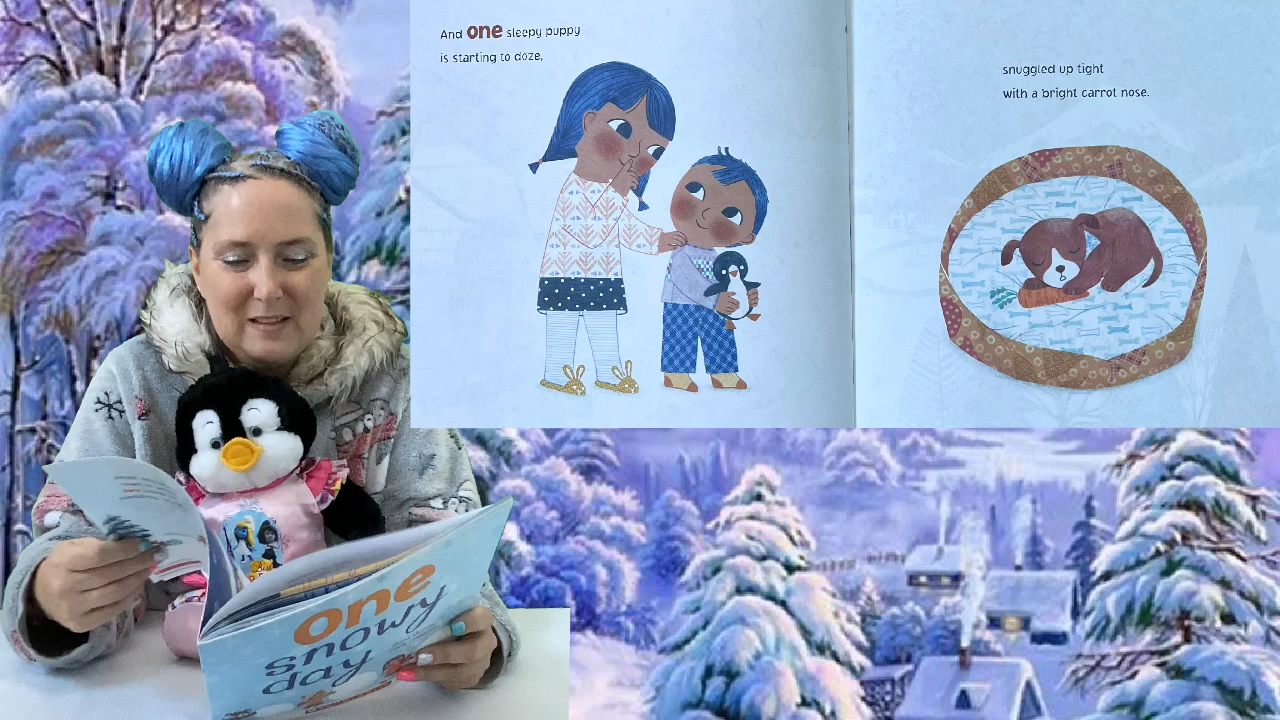 And one sleepy puppy
is starting to doze,
snuggled up tight
with a bright carrot nose.
one
snowy
day